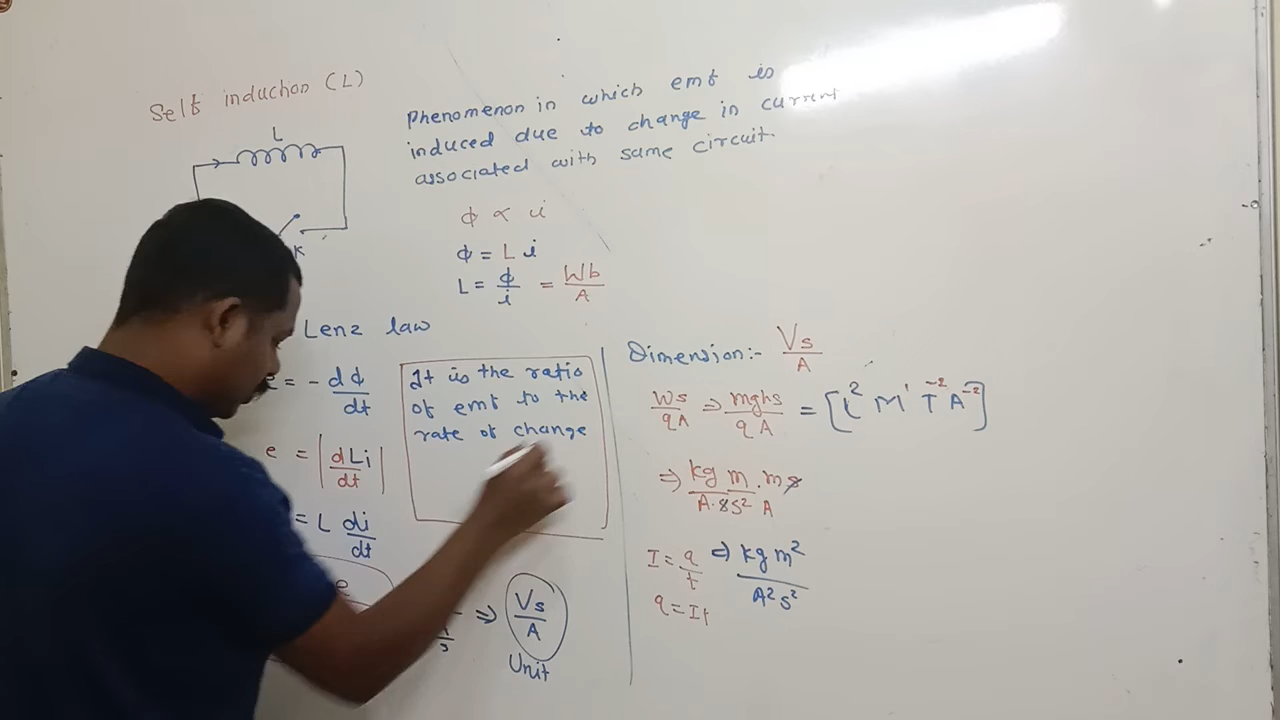 Self induction (L)
L
K
Phenomenon in which emf is
induced due to change in current
associated with same circuit.
ϕ ∝ i
ϕ = L i
L = ϕ/i = Wb/A
Lenz law
e = - dϕ/dt
e = |dLi/dt|
= L di/dt
e
It is the ratio
of emf to the
rate of change
⇒ Vs/A
Unit
Dimension:- Vs/A
Ws/qA ⇒ mghs/qA = [L² M¹ T⁻² A⁻²]
⇒ kg m . m s/A.s s² A
I = q/t ⇒ kg m²/A² s²
q = It